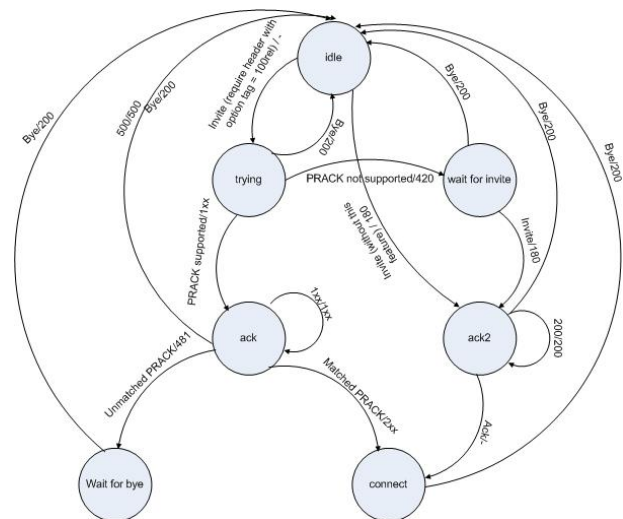 idle
Invite (require header with
option tag = 100rel) / -
Bye/200
500/500
Bye/200
Bye/200
Bye/200
Bye/200
Bye/200
trying
PRACK not supported/420
wait for invite
PRACK supported/1xx
Invite (without this
feature) / 180
Invite/180
1xx/1xx
ack
ack2
200/200
Unmatched PRACK/481
Matched PRACK/2xx
Ack/-
Wait for bye
connect